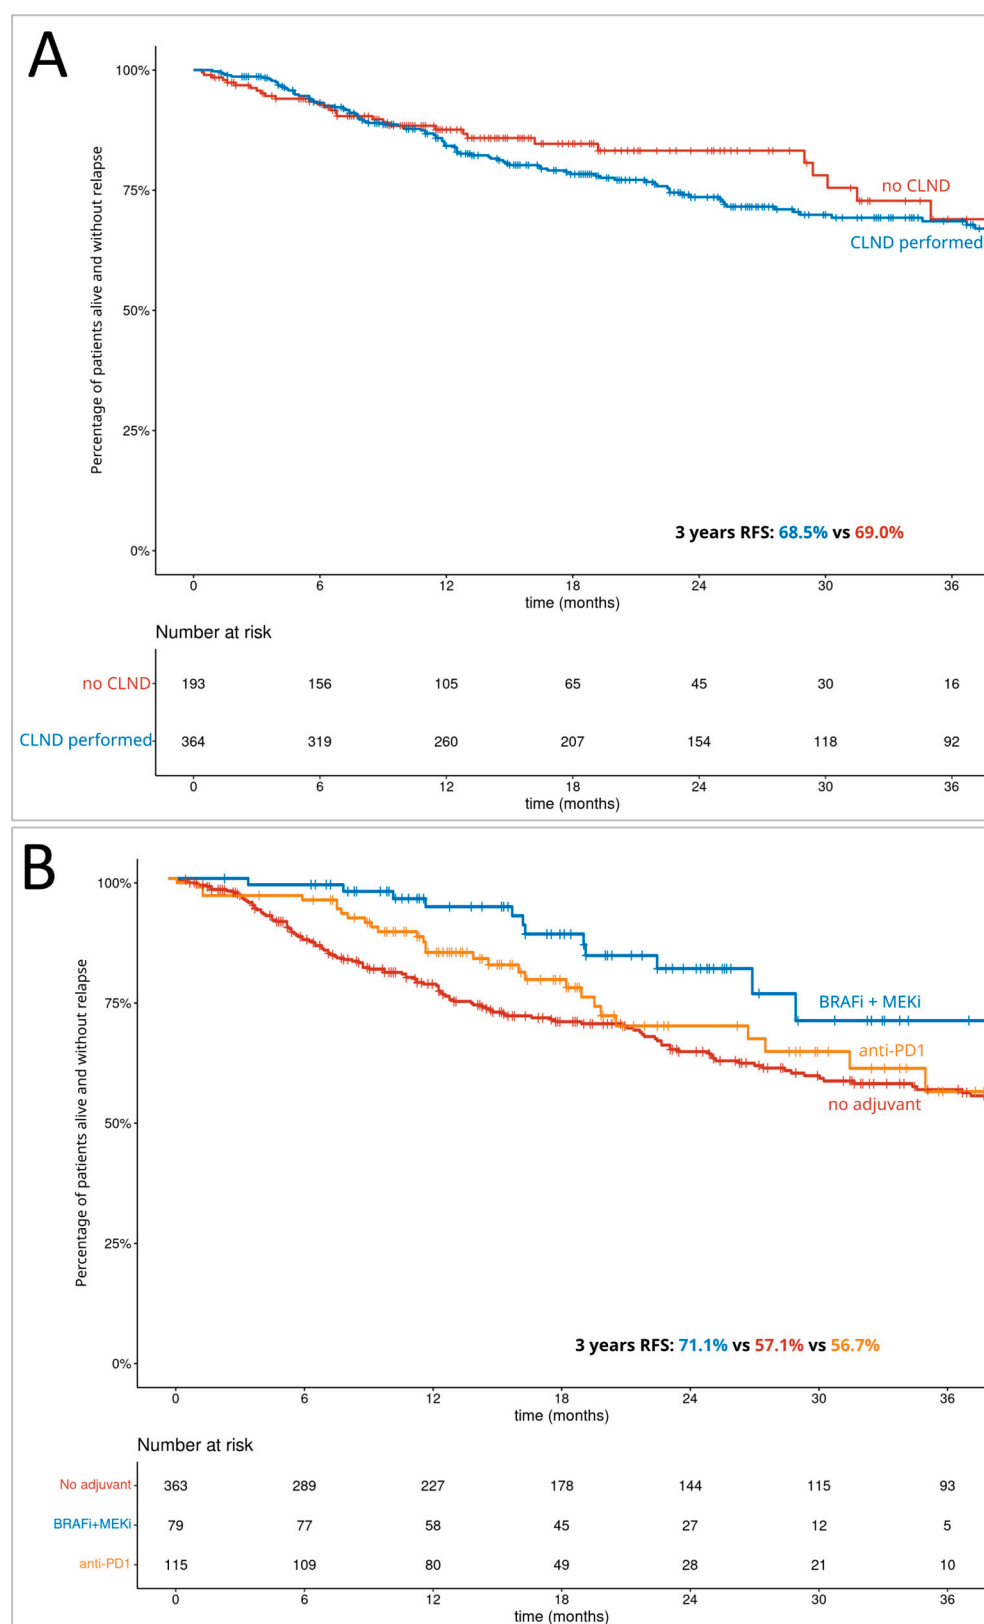 A
Percentage of patients alive and without relapse
100%
75%
50%
25%
0%
no CLND
CLND performed
3 years RFS: 68.5% vs 69.0%
0 6 12 18 24 30 36
time (months)
Number at risk
no CLND 193 156 105 65 45 30 16
CLND performed 364 319 260 207 154 118 92
0 6 12 18 24 30 36
time (months)
B
Percentage of patients alive and without relapse
100%
75%
50%
25%
0%
BRAFi + MEKi
anti-PD1
no adjuvant
3 years RFS: 71.1% vs 57.1% vs 56.7%
0 6 12 18 24 30 36
time (months)
Number at risk
No adjuvant 363 289 227 178 144 115 93
BRAFi+MEKi 79 77 58 45 27 12 5
anti-PD1 115 109 80 49 28 21 10
0 6 12 18 24 30 36
time (months)